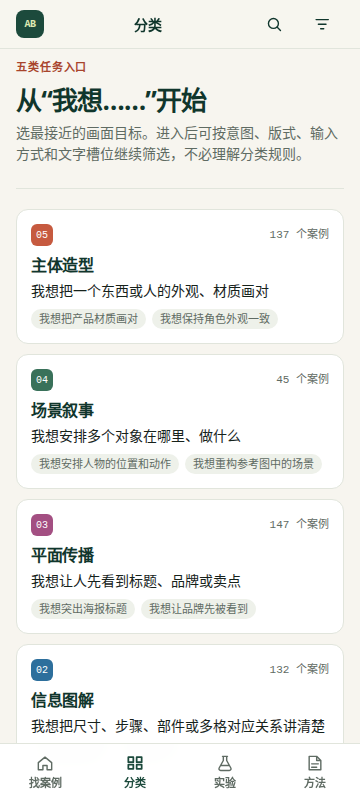 AB
分类
五类任务入口
从“我想……”开始
选最接近的画面目标。进入后可按意图、版式、输入
方式和文字槽位继续筛选，不必理解分类规则。
05
137 个案例
主体造型
我想把一个东西或人的外观、材质画对
我想把产品材质画对
我想保持角色外观一致
04
45 个案例
场景叙事
我想安排多个对象在哪里、做什么
我想安排人物的位置和动作
我想重构参考图中的场景
03
147 个案例
平面传播
我想让人先看到标题、品牌或卖点
我想突出海报标题
我想让品牌先被看到
02
132 个案例
信息图解
我想把尺寸、步骤、部件或多格对应关系讲清楚
找案例
分类
实验
方法